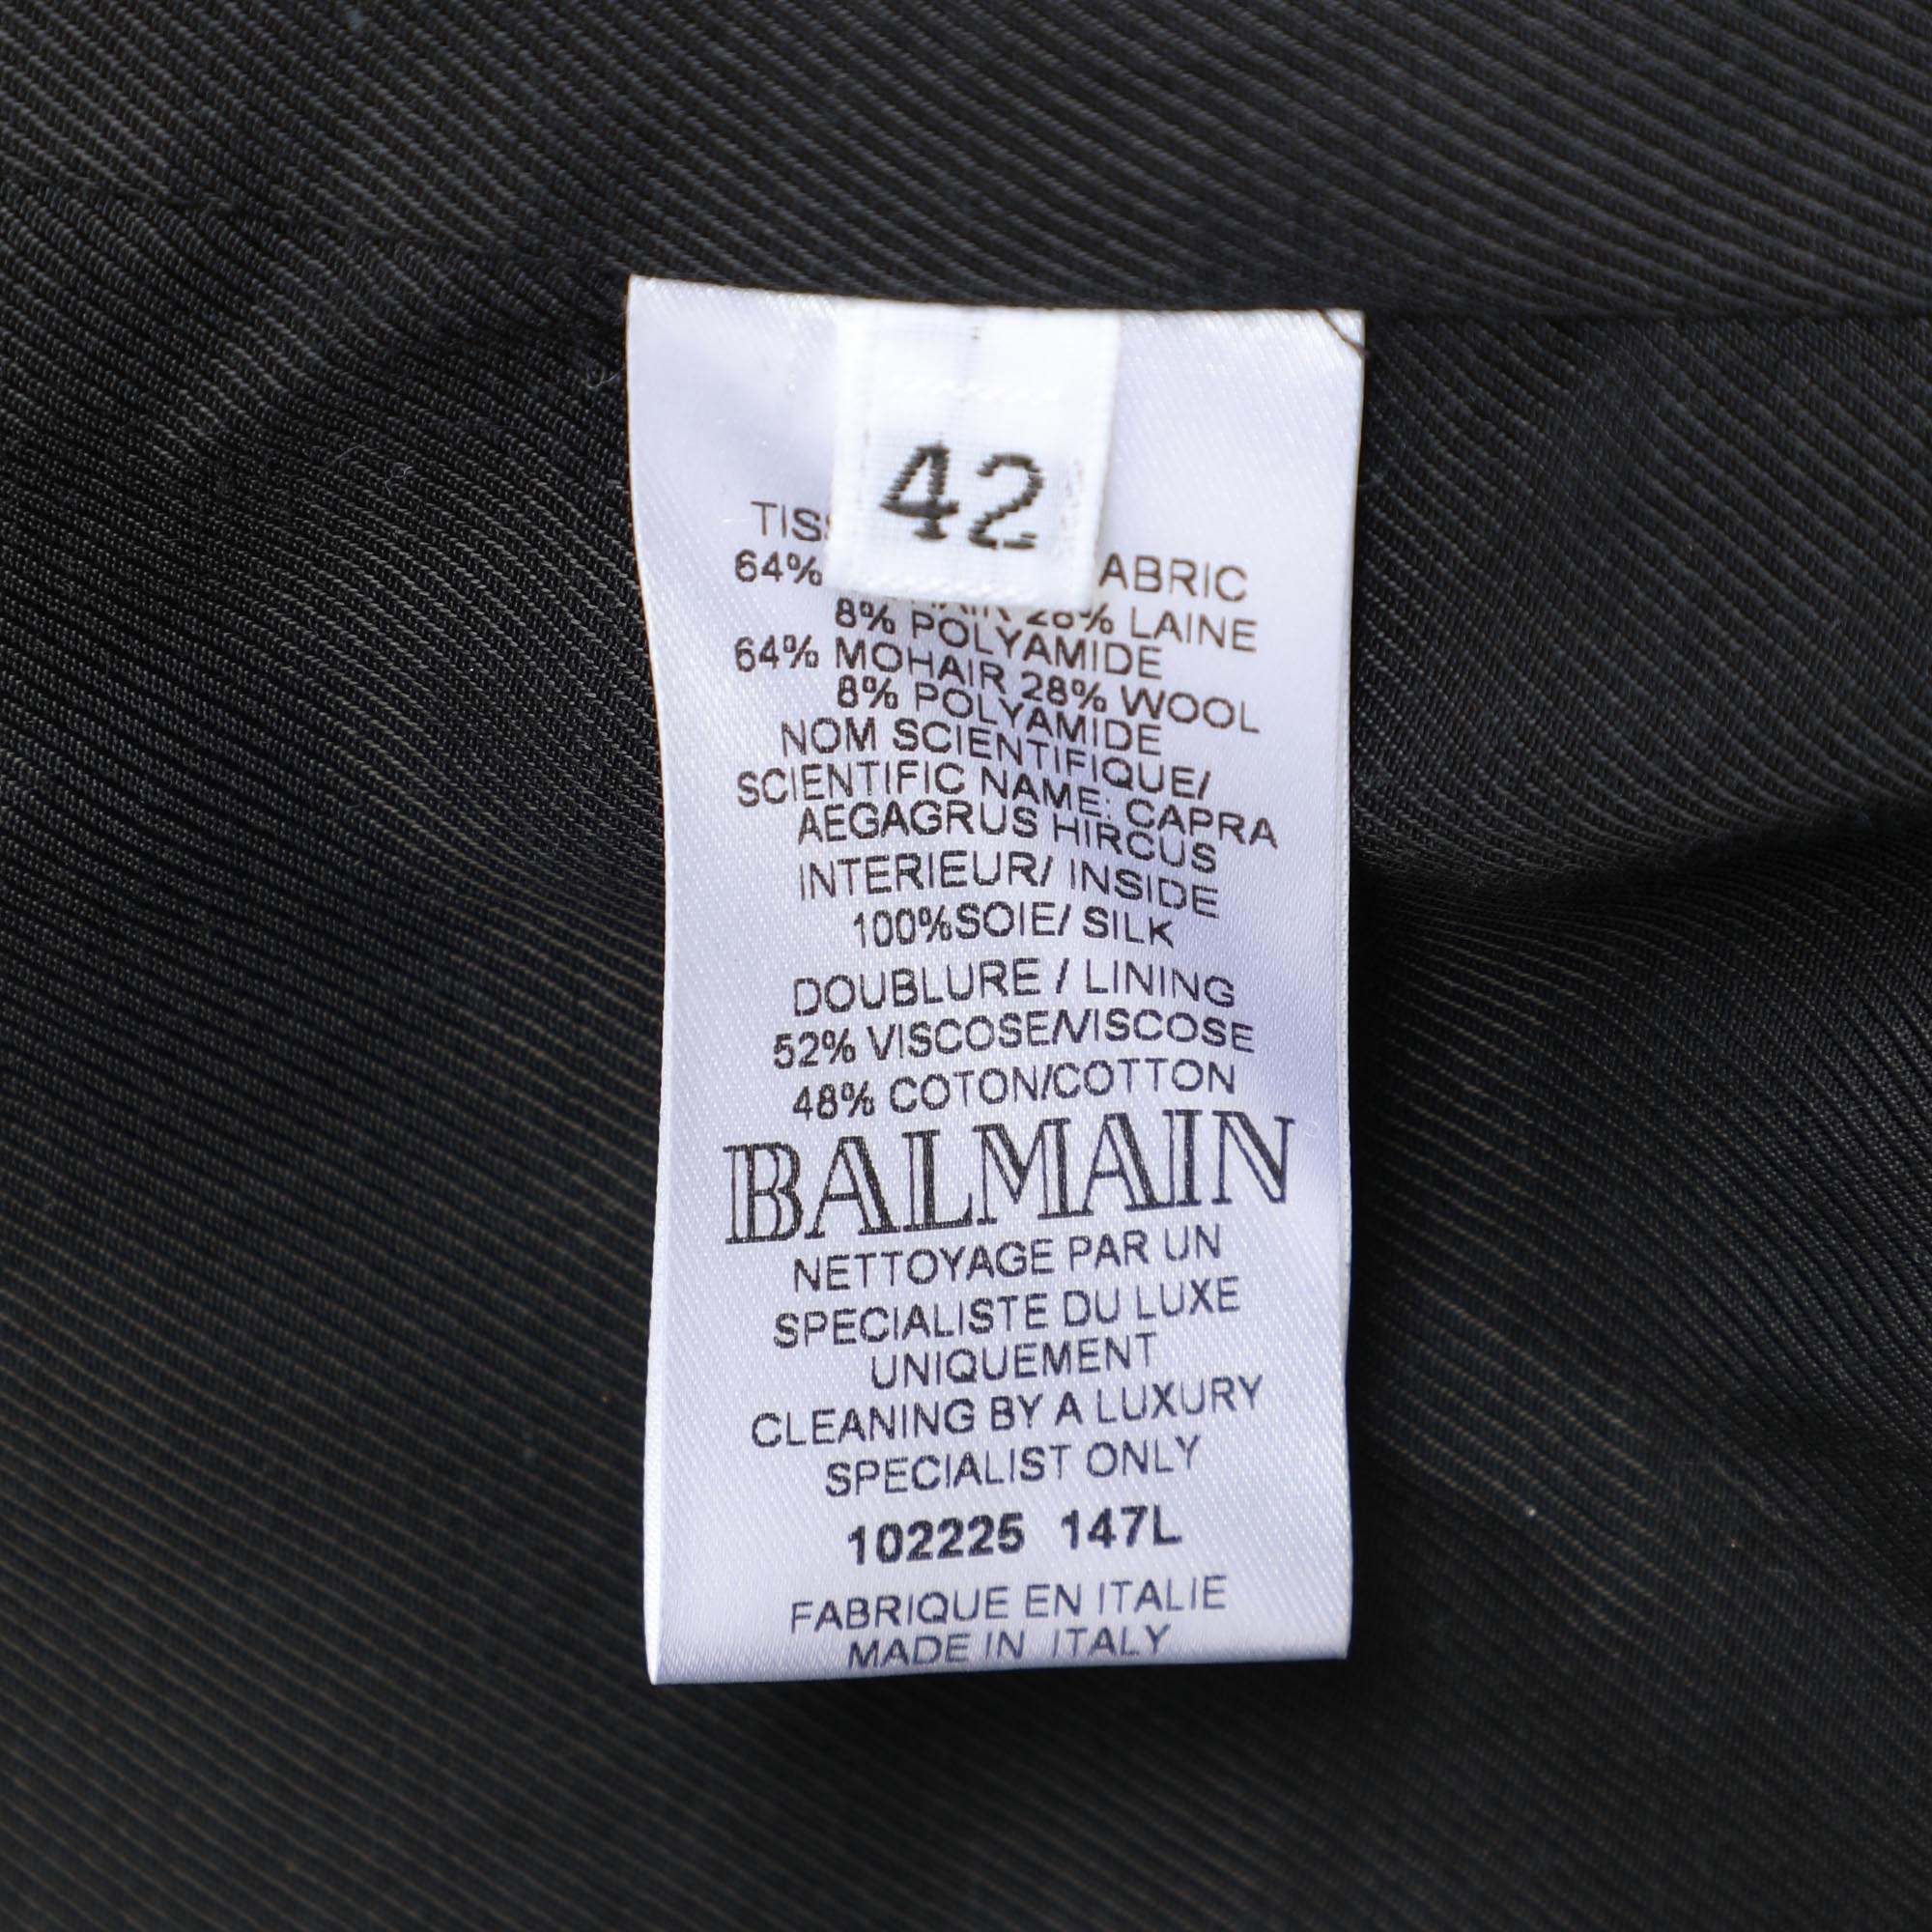 42
64%
28% LAINE
8% POLYAMIDE
64% MOHAIR 28% WOOL
8% POLYAMIDE
NOM SCIENTIFIQUE/
SCIENTIFIC NAME: CAPRA
AEGAGRUS HIRCUS
INTERIEUR/ INSIDE
100%SOIE/ SILK
DOUBLURE / LINING
52% VISCOSE/VISCOSE
48% COTON/COTTON
BALMAIN
NETTOYAGE PAR UN
SPECIALISTE DU LUXE
UNIQUEMENT
CLEANING BY A LUXURY
SPECIALIST ONLY
102225 147L
FABRIQUE EN ITALIE
MADE IN ITALY